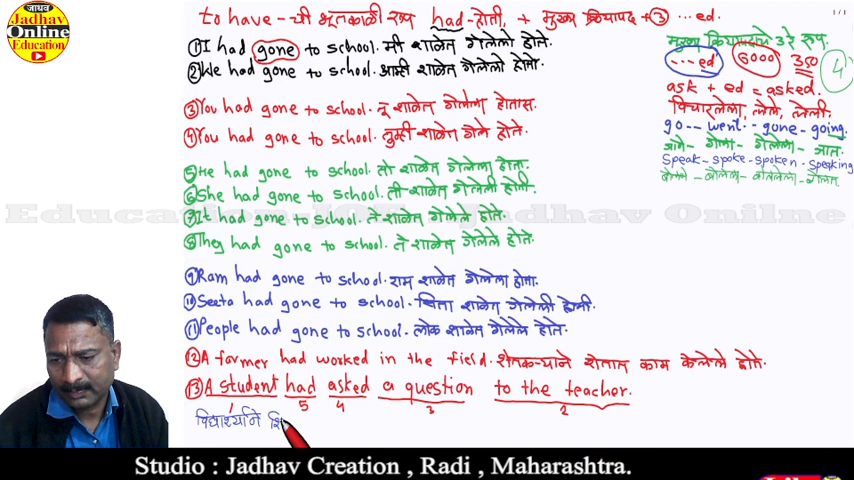 जाधव
Jadhav
Online
Education
to have - ची भूतकाळी रूप had - होती, + मुख्य क्रियापद + ③ ...ed.
1/1
① I had gone to school. मी शाळेत गेलेलो होतो.
② We had gone to school. आम्ही शाळेत गेलेलो होतो.
③ You had gone to school. तू शाळेत गेलेला होतास.
④ You had gone to school. तुम्ही शाळेत गेले होते.
⑤ He had gone to school. तो शाळेत गेलेला होता.
⑥ She had gone to school. ती शाळेत गेलेली होती.
⑦ It had gone to school. ते शाळेत गेलेले होते.
⑧ They had gone to school. ते शाळेत गेलेले होते.
⑨ Ram had gone to school. राम शाळेत गेलेला होता.
⑩ Seeta had gone to school. सिता शाळेत गेलेली होती.
⑪ People had gone to school. लोक शाळेत गेलेले होते.
⑫ A farmer had worked in the field. शेतकऱ्याने शेतात काम केलेले होते.
⑬ A student had asked a question to the teacher.
1 5 4 3 2
विद्यार्थ्याने शि
मुख्य क्रियापदाचे ३रे रूप.
...ed 6000 350 4
ask + ed = asked.
विचारलेला, लेले, लेली.
go -- went -- gone - going.
जाणे - गेला - गेलेला - जात
speak - spoke - spoken - speaking
बोलणे - बोलला - बोललेला - बोलत
Studio : Jadhav Creation , Radi , Maharashtra.